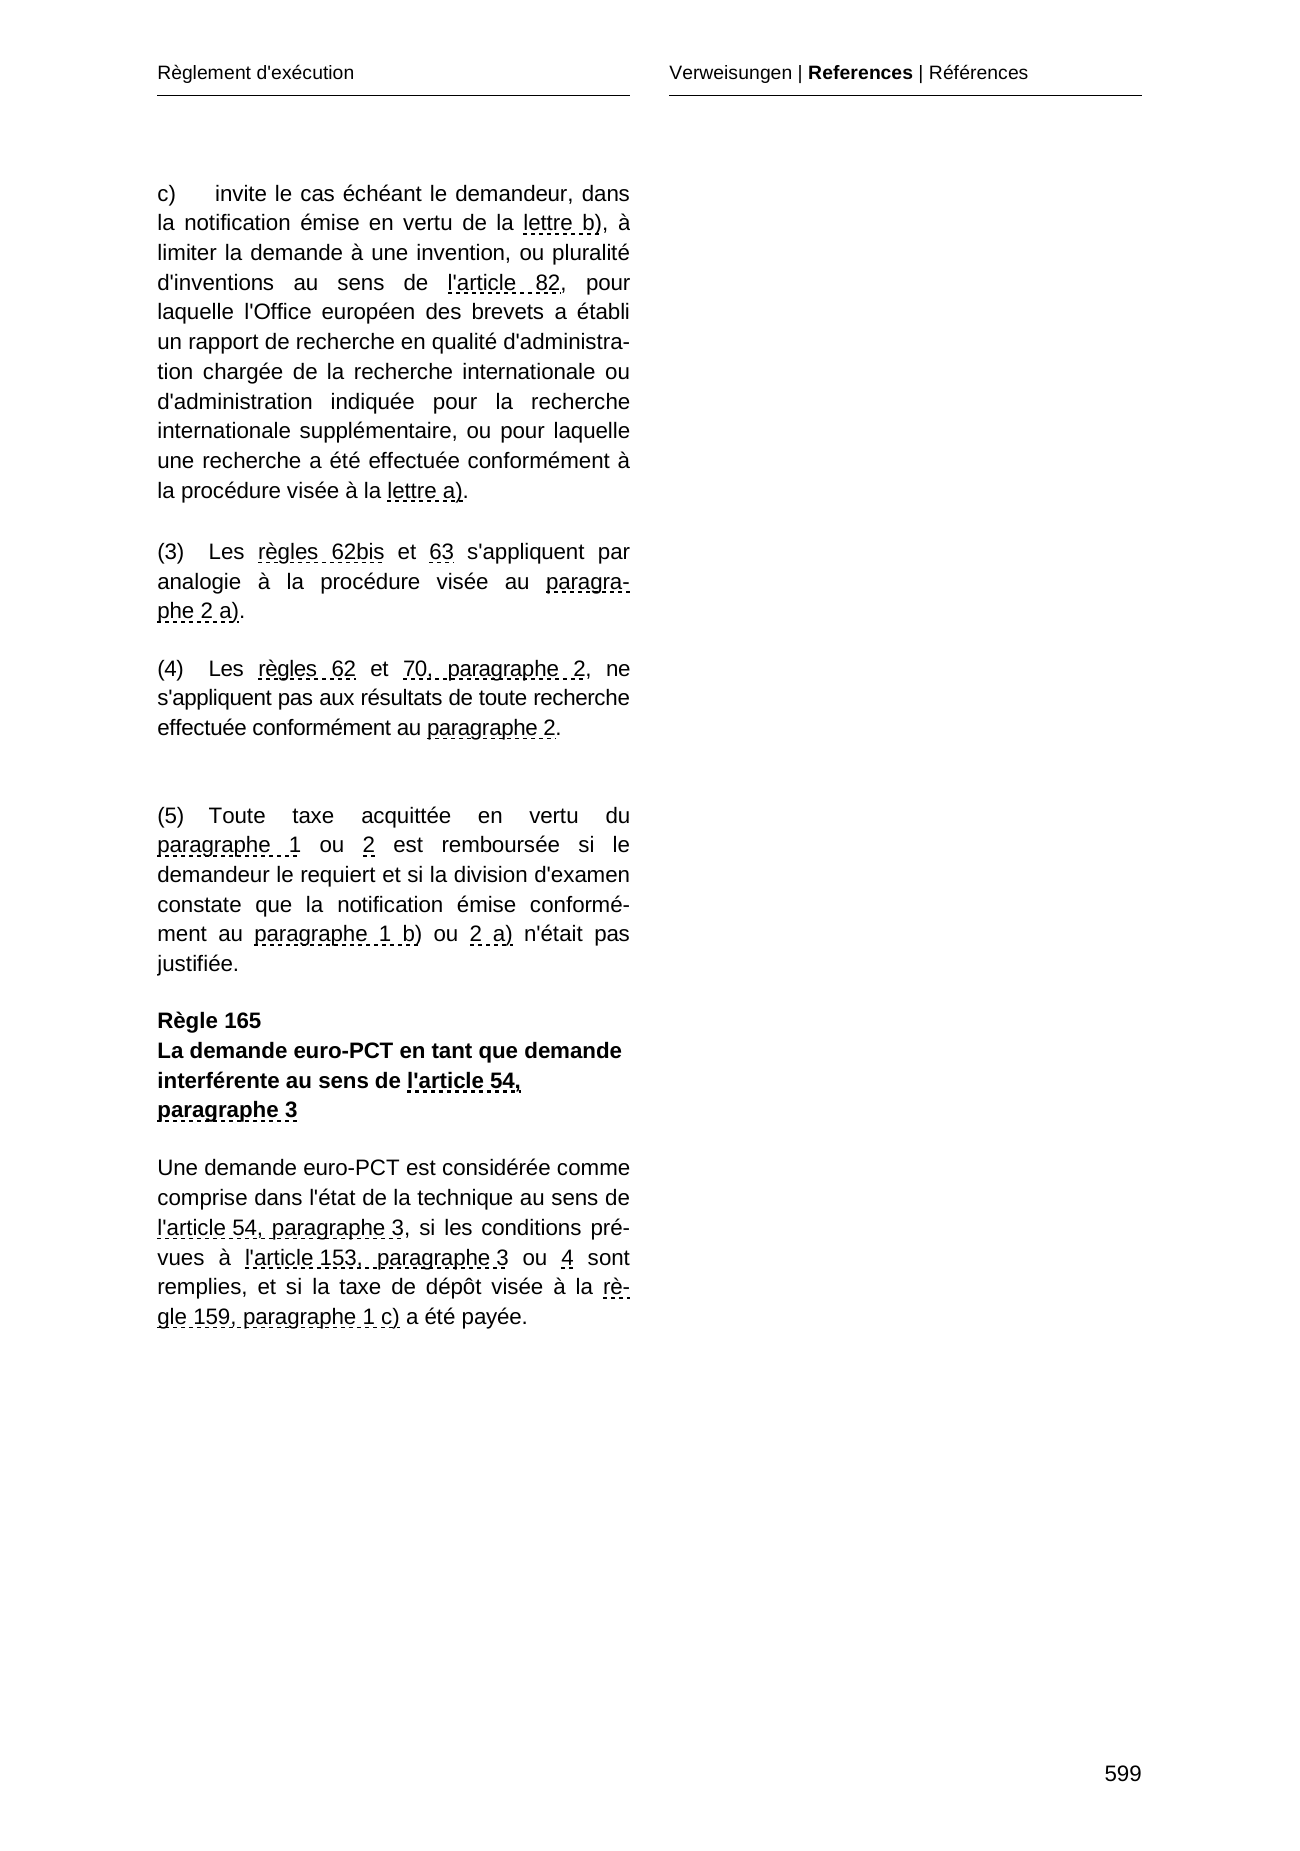 Règlement d'exécution
Verweisungen | References | Références
c) invite le cas échéant le demandeur, dans
la notification émise en vertu de la lettre b), à
limiter la demande à une invention, ou pluralité
d'inventions au sens de l'article 82, pour
laquelle l'Office européen des brevets a établi
un rapport de recherche en qualité d'administra-
tion chargée de la recherche internationale ou
d'administration indiquée pour la recherche
internationale supplémentaire, ou pour laquelle
une recherche a été effectuée conformément à
la procédure visée à la lettre a).
(3) Les règles 62bis et 63 s'appliquent par
analogie à la procédure visée au paragra-
phe 2 a).
(4) Les règles 62 et 70, paragraphe 2, ne
s'appliquent pas aux résultats de toute recherche
effectuée conformément au paragraphe 2.
(5) Toute taxe acquittée en vertu du
paragraphe 1 ou 2 est remboursée si le
demandeur le requiert et si la division d'examen
constate que la notification émise conformé-
ment au paragraphe 1 b) ou 2 a) n'était pas
justifiée.
Règle 165
La demande euro-PCT en tant que demande
interférente au sens de l'article 54,
paragraphe 3
Une demande euro-PCT est considérée comme
comprise dans l'état de la technique au sens de
l'article 54, paragraphe 3, si les conditions pré-
vues à l'article 153, paragraphe 3 ou 4 sont
remplies, et si la taxe de dépôt visée à la rè-
gle 159, paragraphe 1 c) a été payée.
599